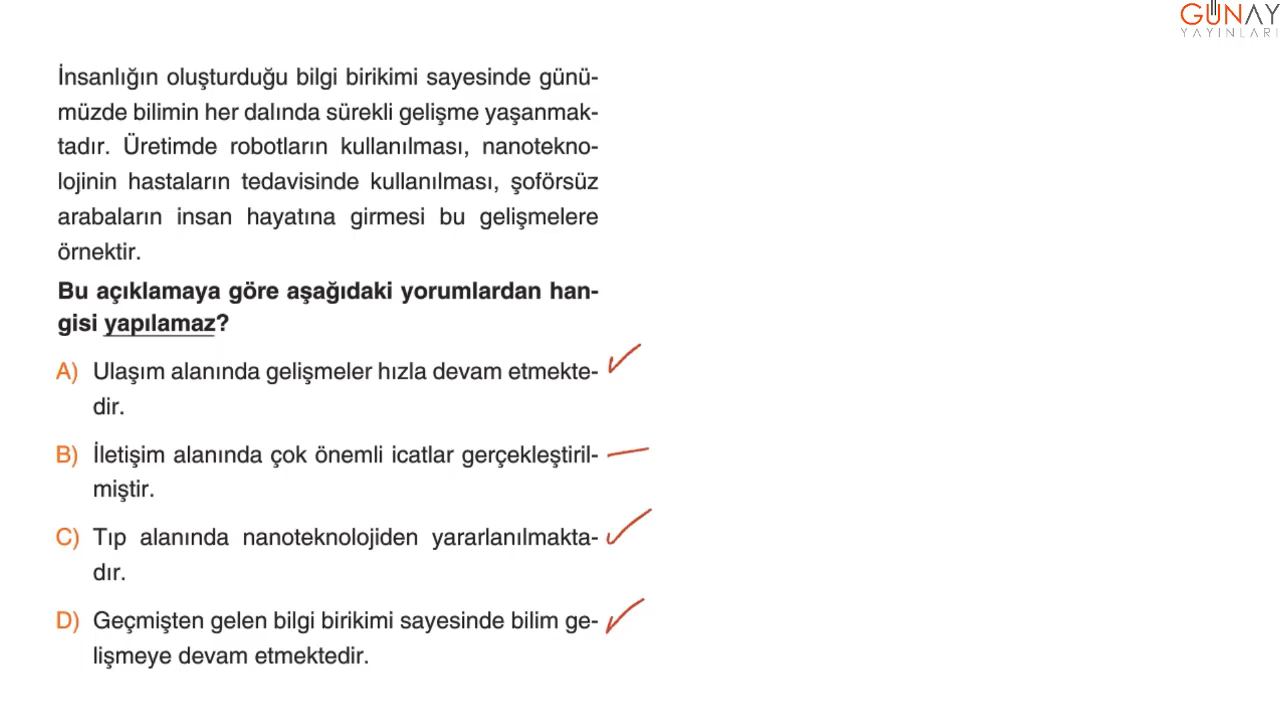 GÜNAY
YAYINLARI
İnsanlığın oluşturduğu bilgi birikimi sayesinde günü-
müzde bilimin her dalında sürekli gelişme yaşanmak-
tadır. Üretimde robotların kullanılması, nanotekno-
lojinin hastaların tedavisinde kullanılması, şoförsüz
arabaların insan hayatına girmesi bu gelişmelere
örnektir.
Bu açıklamaya göre aşağıdaki yorumlardan han-
gisi yapılamaz?
A) Ulaşım alanında gelişmeler hızla devam etmekte-
dir.
B) İletişim alanında çok önemli icatlar gerçekleştiril-
miştir.
C) Tıp alanında nanoteknolojiden yararlanılmakta-
dır.
D) Geçmişten gelen bilgi birikimi sayesinde bilim ge-
lişmeye devam etmektedir.